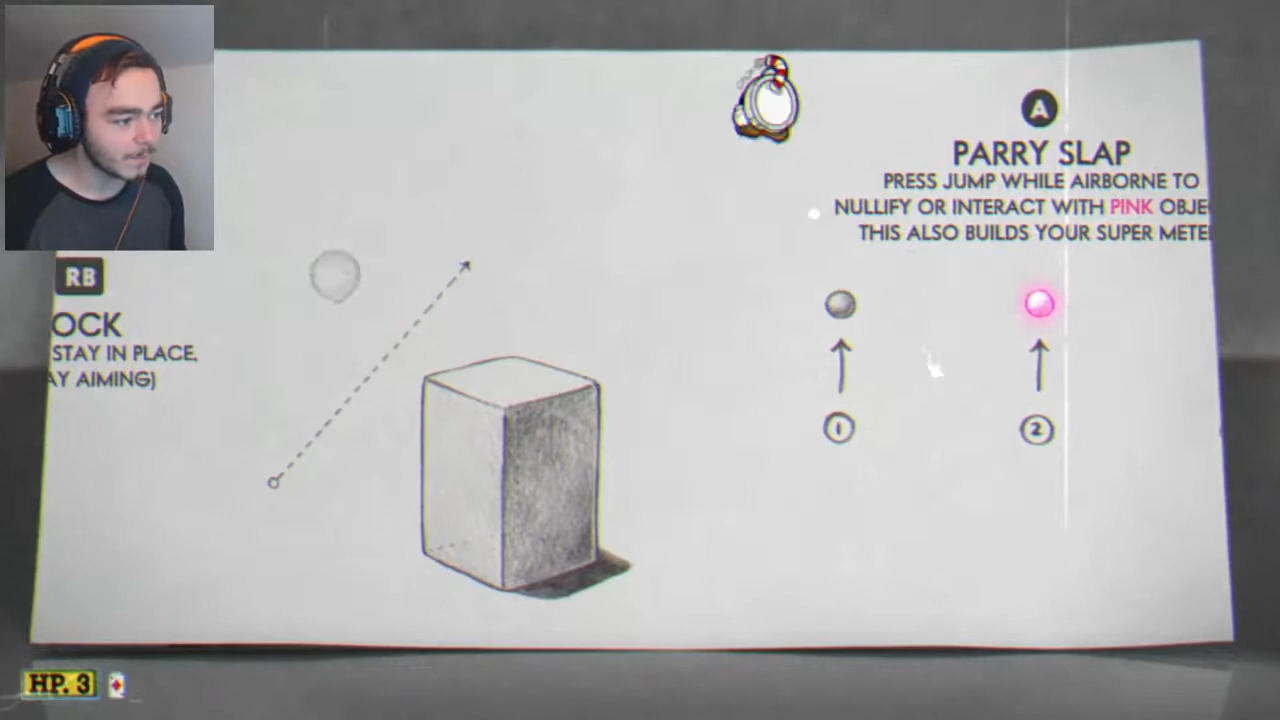 RB
OCK
STAY IN PLACE,
AY AIMING)
A
PARRY SLAP
PRESS JUMP WHILE AIRBORNE TO
NULLIFY OR INTERACT WITH PINK OBJE
THIS ALSO BUILDS YOUR SUPER METE
1
2
HP. 3